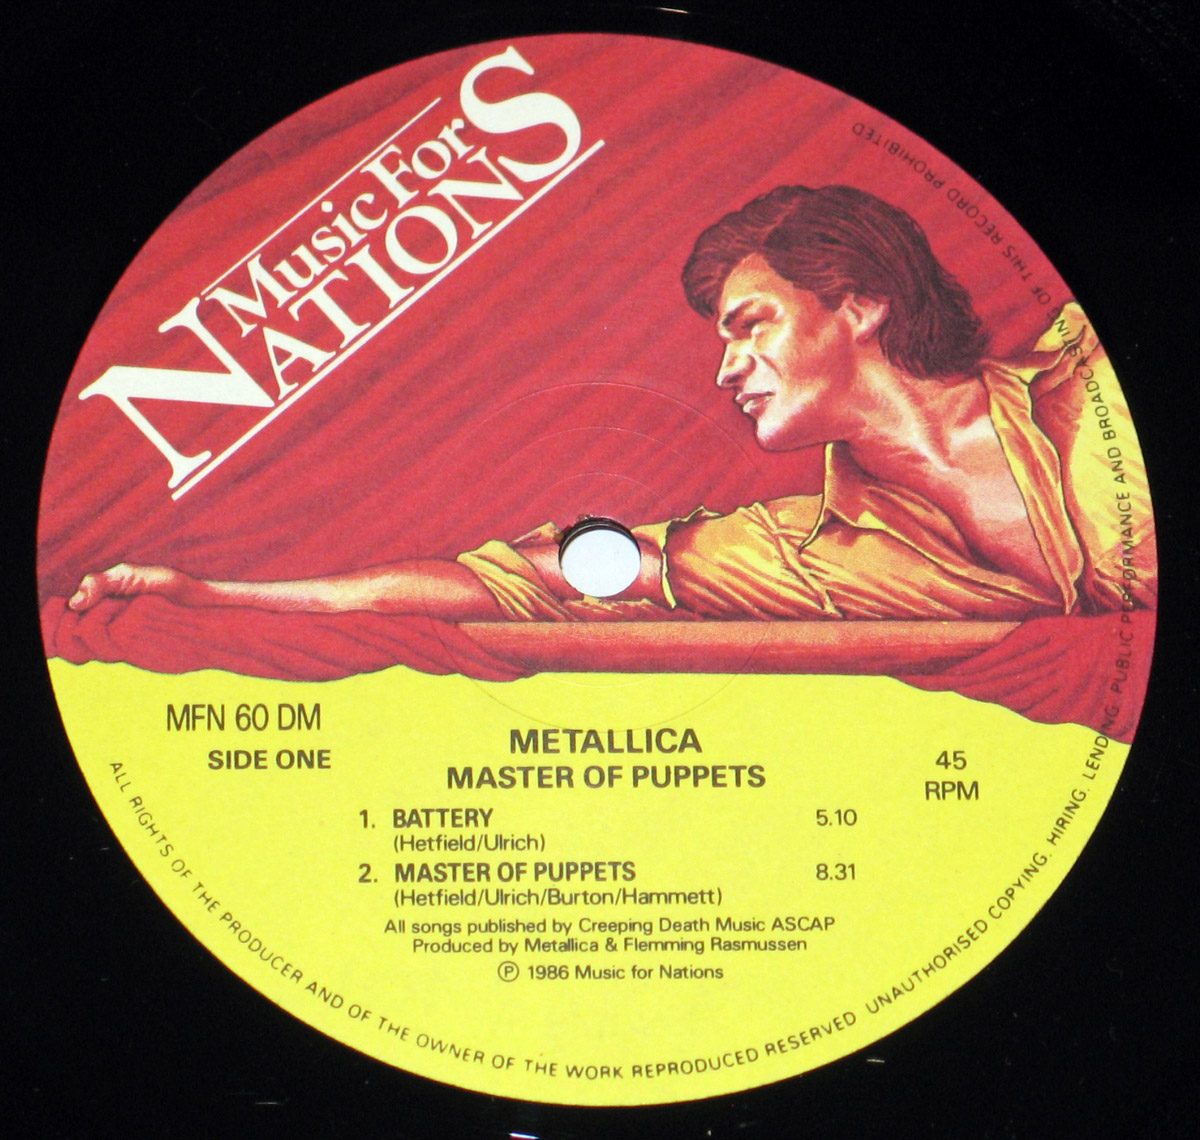 Music For
NATIONS
MFN 60 DM
SIDE ONE
METALLICA
MASTER OF PUPPETS
45
RPM
1. BATTERY 5.10
(Hetfield/Ulrich)
2. MASTER OF PUPPETS 8.31
(Hetfield/Ulrich/Burton/Hammett)
All songs published by Creeping Death Music ASCAP
Produced by Metallica & Flemming Rasmussen
Ⓟ 1986 Music for Nations
ALL RIGHTS OF THE PRODUCER AND OF THE OWNER OF THE WORK REPRODUCED RESERVED UNAUTHORISED COPYING. HIRING. LENDING. PUBLIC PERFORMANCE AND BROADCASTING OF THIS RECORD PROHIBITED